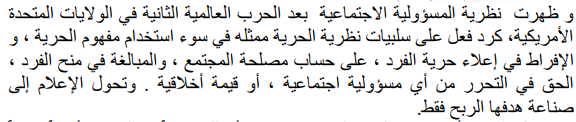 و ظهرت نظرية المسؤولية الاجتماعية بعد الحرب العالمية الثانية في الولايات المتحدة
الأمريكية، كرد فعل على سلبيات نظرية الحرية ممثله في سوء استخدام مفهوم الحرية ، و
الإفراط في إعلاء حرية الفرد ، على حساب مصلحة المجتمع ، والمبالغة في منح الفرد ،
الحق في التحرر من أي مسؤولية اجتماعية ، أو قيمة أخلاقية . وتحول الإعلام إلى
صناعة هدفها الربح فقط.